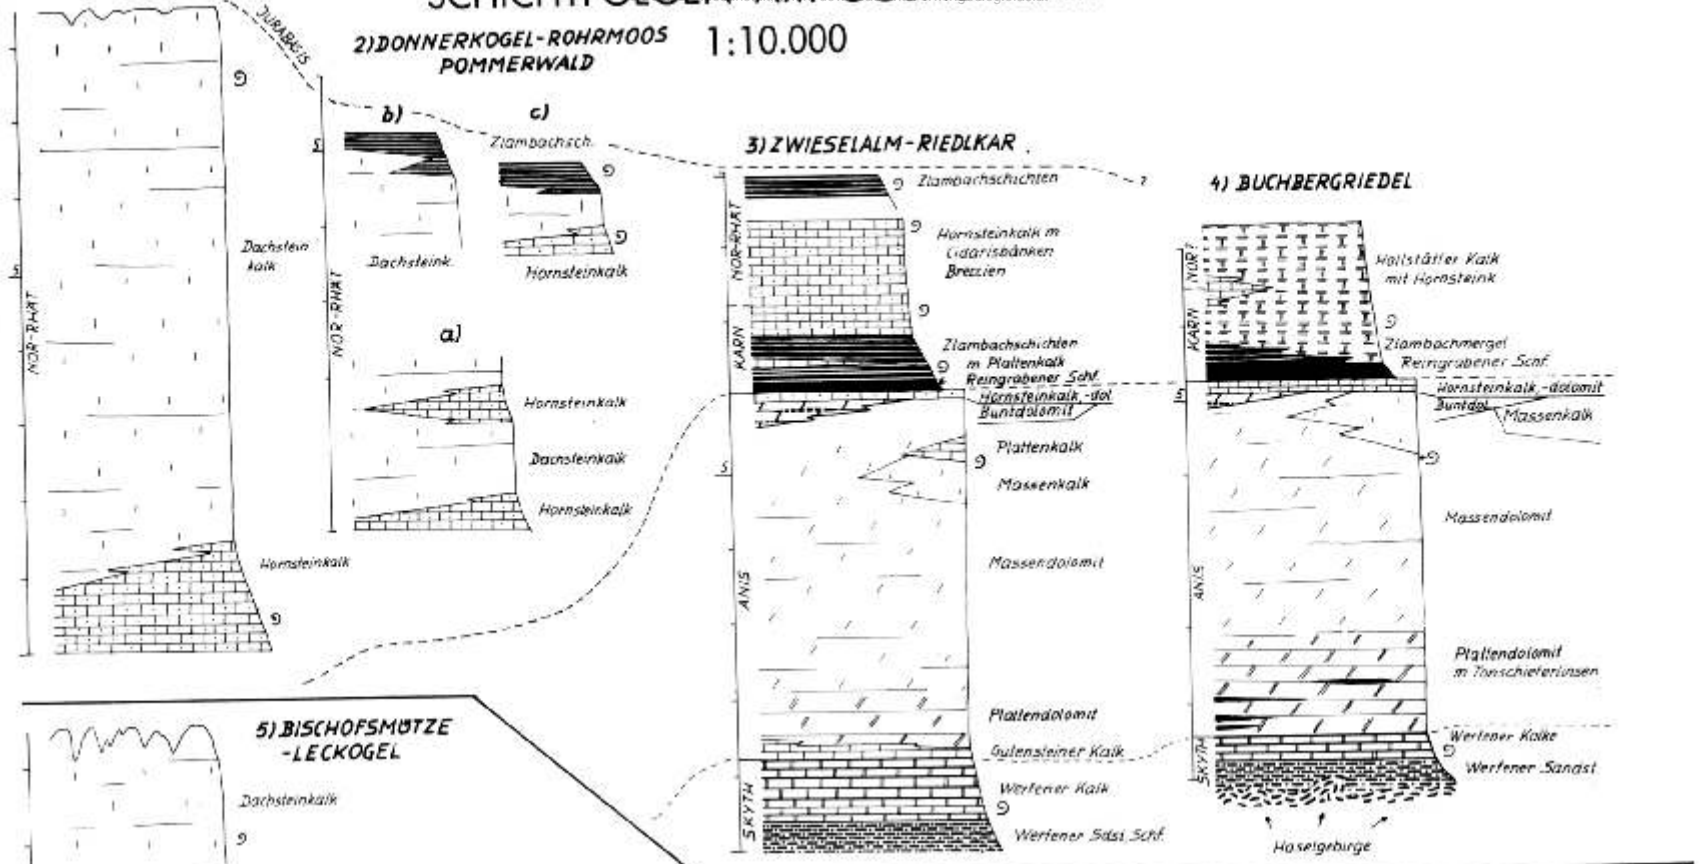 1:10.000
JURABASIS
2) DONNERKOGEL-ROHRMOOS
POMMERWALD
NOR-RHÄT
S
Dachstein
kalk
Hornsteinkalk
NOR-RHÄT
S
b)
Dachsteink.
c)
Zlambachsch.
Hornsteinkalk
a)
Hornsteinkalk
Dachsteinkalk
Hornsteinkalk
3) ZWIESELALM-RIEDLKAR
NOR-RHÄT
KARN
S
ANIS
SKYTH
Zlambachschichten
Hornsteinkalk m
Cidarisbänken
Breccien
Zlambachschichten
m Plattenkalk
Reingrabener Schf.
Hornsteinkalk,-dol
Buntdolomit
Plattenkalk
Massenkalk
Massendolomit
Plattendolomit
Gutensteiner Kalk
Werfener Kalk
Werfener Sdst Schf.
?
4) BUCHBERGRIEDEL
NOR?
KARN
S
ANIS
SKYTH
Hallstätter Kalk
mit Hornsteink
Zlambachmergel
Reingrabener Schf.
Hornsteinkalk,-dolomit
Buntdol.
Massenkalk
Massendolomit
Plattendolomit
m Tonschieferlinsen
Werfener Kalke
Werfener Sandst
Haselgebirge
5) BISCHOFSMÜTZE
-LECKOGEL
Dachsteinkalk